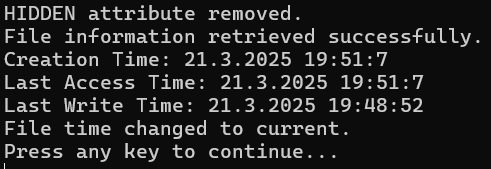 HIDDEN attribute removed.
File information retrieved successfully.
Creation Time: 21.3.2025 19:51:7
Last Access Time: 21.3.2025 19:51:7
Last Write Time: 21.3.2025 19:48:52
File time changed to current.
Press any key to continue...